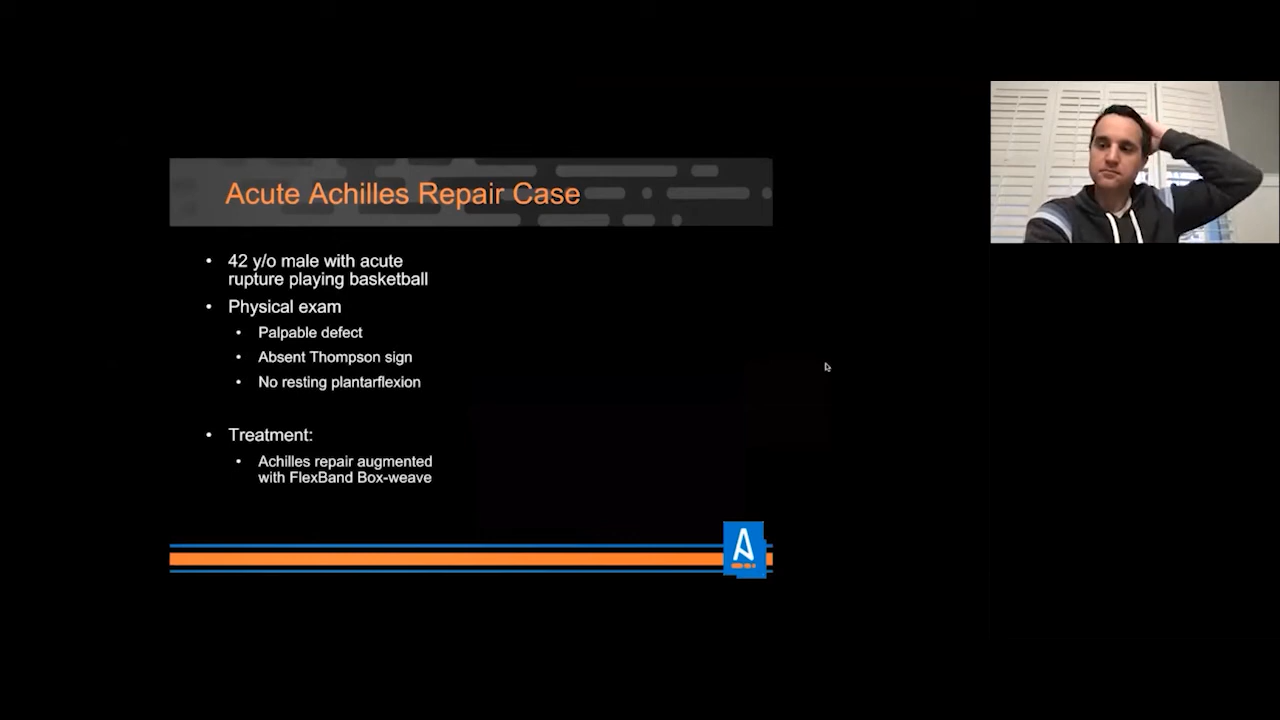 Acute Achilles Repair Case
• 42 y/o male with acute
rupture playing basketball
• Physical exam
• Palpable defect
• Absent Thompson sign
• No resting plantarflexion
• Treatment:
• Achilles repair augmented
with FlexBand Box-weave
A